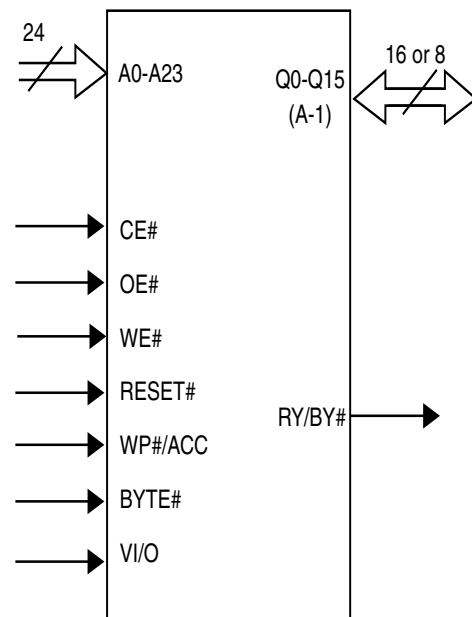 24
A0-A23
Q0-Q15
(A-1)
16 or 8
CE#
OE#
WE#
RESET#
WP#/ACC
BYTE#
VI/O
RY/BY#